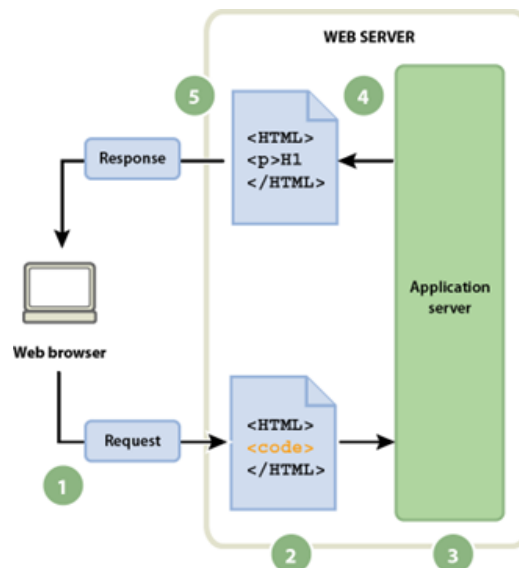 WEB SERVER
5
4
<HTML>
<p>H1
</HTML>
Response
Application
server
Web browser
<HTML>
<code>
</HTML>
Request
1
2
3